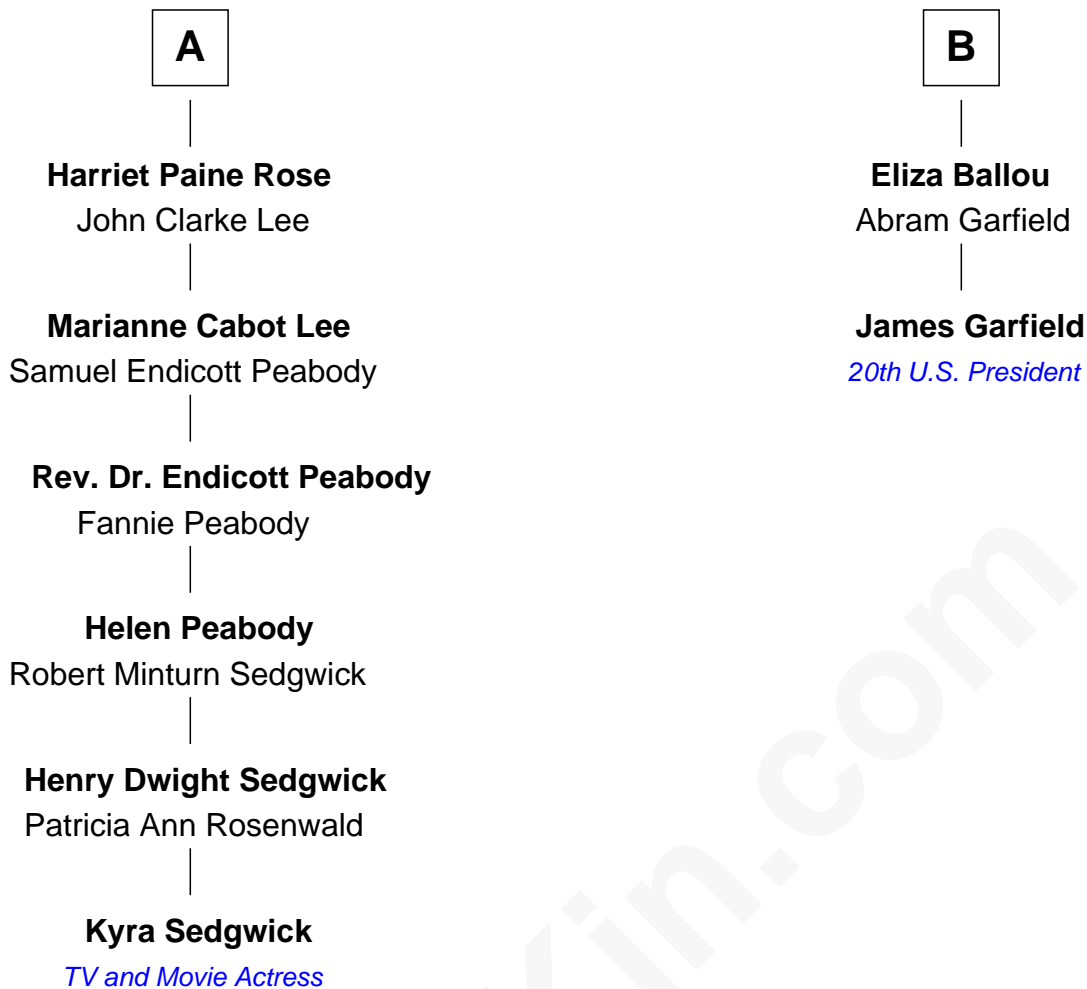 A
Harriet Paine Rose
John Clarke Lee
Marianne Cabot Lee
Samuel Endicott Peabody
Rev. Dr. Endicott Peabody
Fannie Peabody
Helen Peabody
Robert Minturn Sedgwick
Henry Dwight Sedgwick
Patricia Ann Rosenwald
Kyra Sedgwick
TV and Movie Actress
B
Eliza Ballou
Abram Garfield
James Garfield
20th U.S. President
in.com